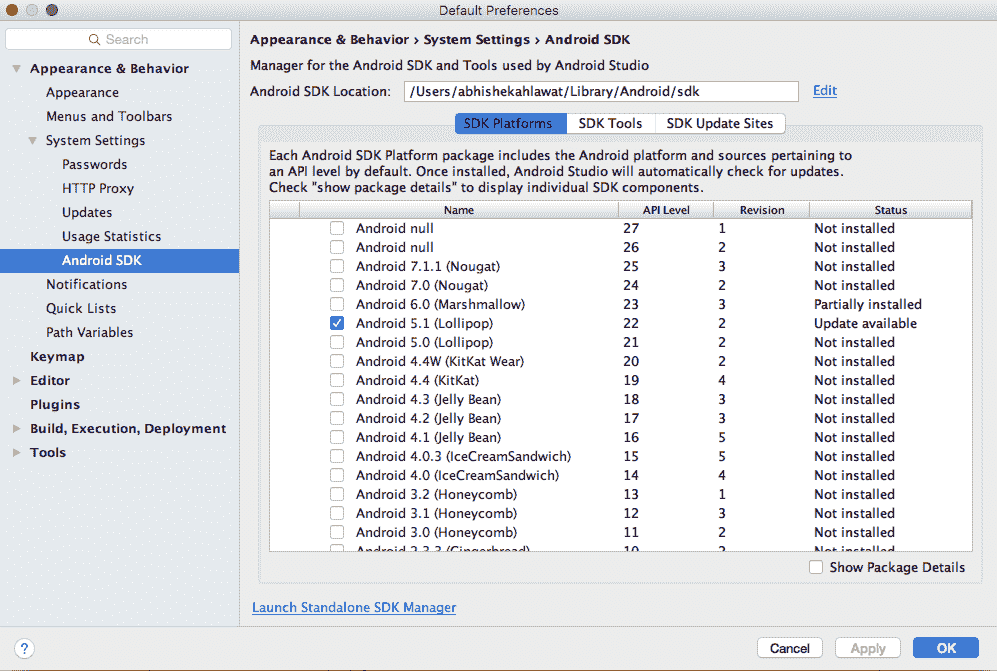 Default Preferences
Search
Appearance & Behavior
Appearance
Menus and Toolbars
System Settings
Passwords
HTTP Proxy
Updates
Usage Statistics
Android SDK
Notifications
Quick Lists
Path Variables
Keymap
Editor
Plugins
Build, Execution, Deployment
Tools
Appearance & Behavior › System Settings › Android SDK
Manager for the Android SDK and Tools used by Android Studio
Android SDK Location: /Users/abhishekahlawat/Library/Android/sdk Edit
SDK Platforms SDK Tools SDK Update Sites
Each Android SDK Platform package includes the Android platform and sources pertaining to
an API level by default. Once installed, Android Studio will automatically check for updates.
Check "show package details" to display individual SDK components.
Name API Level Revision Status
Android null 27 1 Not installed
Android null 26 2 Not installed
Android 7.1.1 (Nougat) 25 3 Not installed
Android 7.0 (Nougat) 24 2 Not installed
Android 6.0 (Marshmallow) 23 3 Partially installed
Android 5.1 (Lollipop) 22 2 Update available
Android 5.0 (Lollipop) 21 2 Not installed
Android 4.4W (KitKat Wear) 20 2 Not installed
Android 4.4 (KitKat) 19 4 Not installed
Android 4.3 (Jelly Bean) 18 3 Not installed
Android 4.2 (Jelly Bean) 17 3 Not installed
Android 4.1 (Jelly Bean) 16 5 Not installed
Android 4.0.3 (IceCreamSandwich) 15 5 Not installed
Android 4.0 (IceCreamSandwich) 14 4 Not installed
Android 3.2 (Honeycomb) 13 1 Not installed
Android 3.1 (Honeycomb) 12 3 Not installed
Android 3.0 (Honeycomb) 11 2 Not installed
Android 2.3.3 (Gingerbread) 10 2 Not installed
Show Package Details
Launch Standalone SDK Manager
? Cancel Apply OK